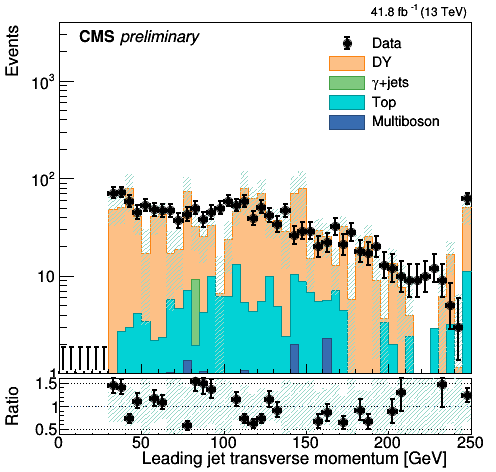 41.8 fb⁻¹ (13 TeV)
CMS preliminary
Data
DY
γ+jets
Top
Multiboson
Events
10³
10²
10
1
Ratio
1.5
1
0.5
0 50 100 150 200 250
Leading jet transverse momentum [GeV]